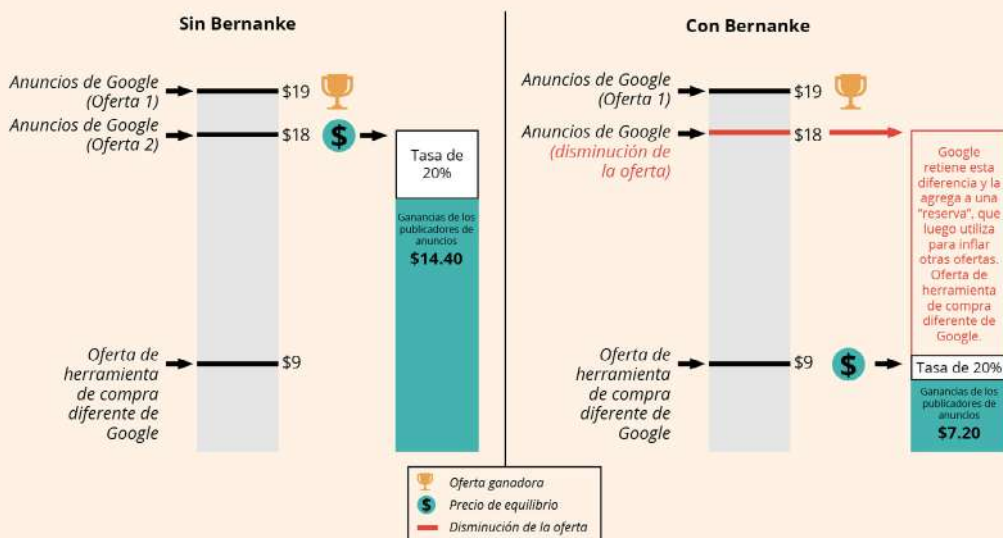 Sin Bernanke
Anuncios de Google
(Oferta 1)
$19
Anuncios de Google
(Oferta 2)
$18
$
Tasa de
20%
Ganancias de los
publicadores de
anuncios
$14.40
Oferta de
herramienta
de compra
diferente de
Google
$9
Con Bernanke
Anuncios de Google
(Oferta 1)
$19
Anuncios de Google
(disminución de
la oferta)
$18
Google
retiene esta
diferencia y la
agrega a una
"reserva", que
luego utiliza
para inflar
otras ofertas.
Oferta de
herramienta
de compra
diferente de
Google.
Oferta de
herramienta
de compra
diferente de
Google
$9
$
Tasa de 20%
Ganancias de los
publicadores de
anuncios
$7.20
Oferta ganadora
$
Precio de equilibrio
Disminución de la oferta